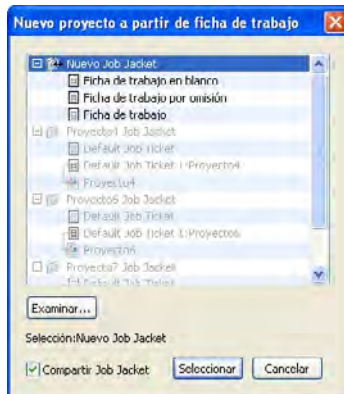 Nuevo proyecto a partir de ficha de trabajo
Nuevo Job Jacket
Ficha de trabajo en blanco
Ficha de trabajo por omisión
Ficha de trabajo
Proyecto4 Job Jacket
Default Job Ticket
Default Job Ticket 1:Proyecto4
Proyecto4
Proyecto6 Job Jacket
Default Job Ticket
Default Job Ticket 1:Proyecto6
Proyecto6
Proyecto7 Job Jacket
Default Job Ticket
Examinar...
Selección:Nuevo Job Jacket
Compartir Job Jacket
Seleccionar
Cancelar